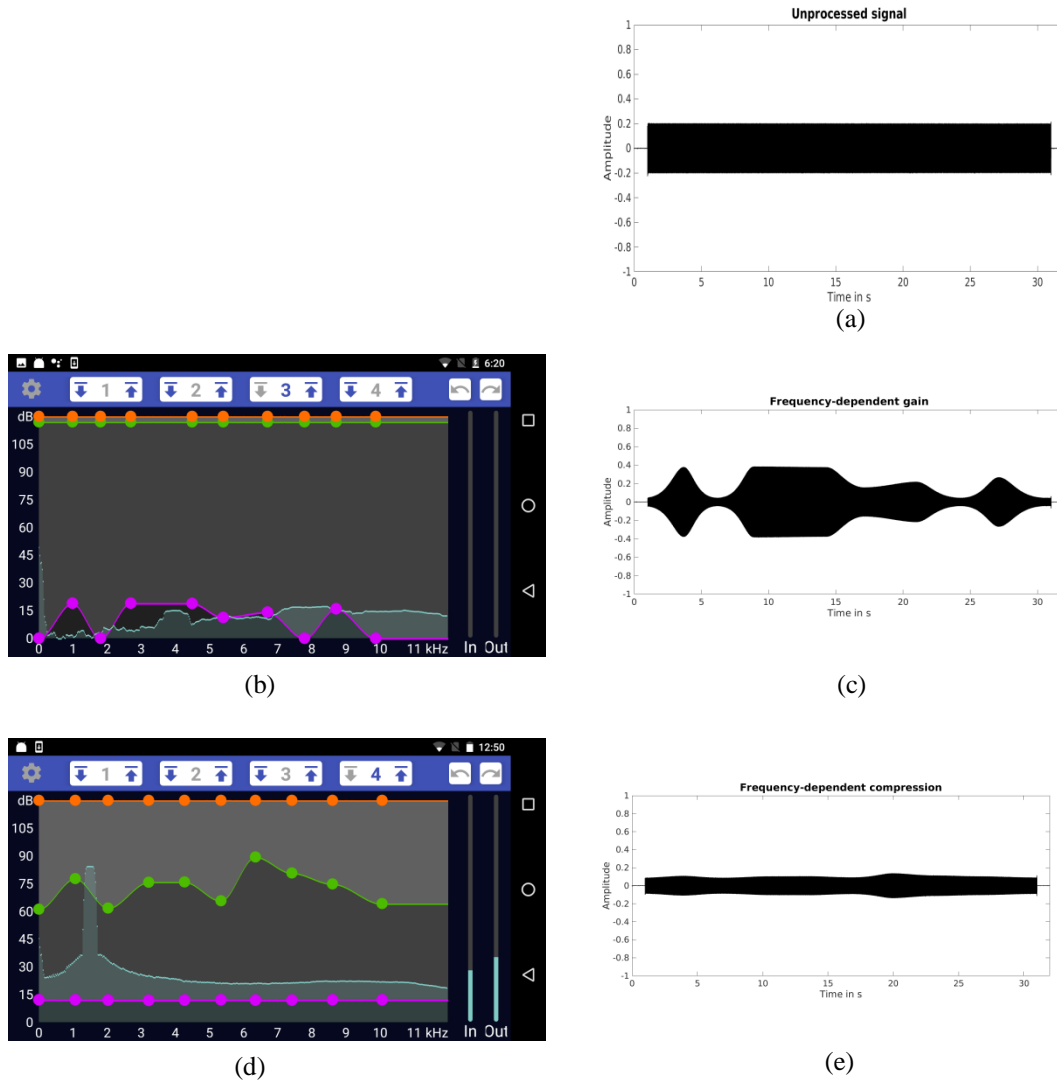 Unprocessed signal
1
0.8
0.6
0.4
0.2
0
-0.2
-0.4
-0.6
-0.8
-1
Amplitude
0 5 10 15 20 25 30
Time in s
(a)
6:20
1 2 3 4
dB
105
90
75
60
45
30
15
0
0 1 2 3 4 5 6 7 8 9 10 11 kHz
In Out
(b)
Frequency-dependent gain
1
0.8
0.6
0.4
0.2
0
-0.2
-0.4
-0.6
-0.8
-1
Amplitude
0 5 10 15 20 25 30
Time in s
(c)
12:50
1 2 3 4
dB
105
90
75
60
45
30
15
0
0 1 2 3 4 5 6 7 8 9 10 11 kHz
In Out
(d)
Frequency-dependent compression
1
0.8
0.6
0.4
0.2
0
-0.2
-0.4
-0.6
-0.8
-1
Amplitude
0 5 10 15 20 25 30
Time in s
(e)